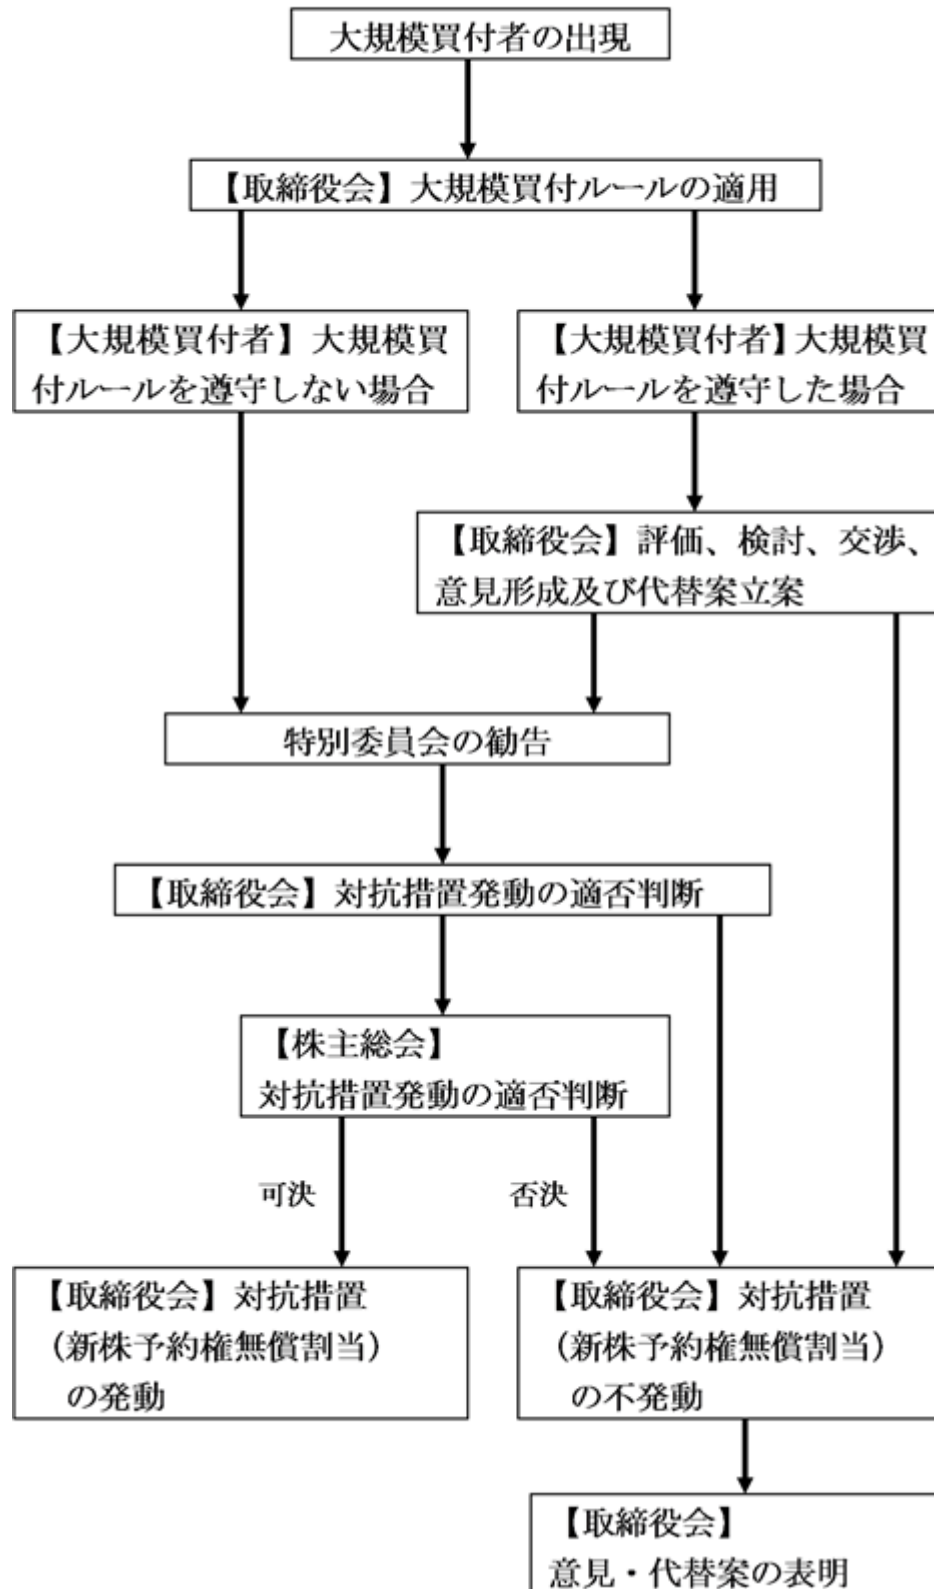 大規模買付者の出現
【取締役会】大規模買付ルールの適用
【大規模買付者】大規模買
付ルールを遵守しない場合
【大規模買付者】大規模買
付ルールを遵守した場合
【取締役会】評価、検討、交渉、
意見形成及び代替案立案
特別委員会の勧告
【取締役会】対抗措置発動の適否判断
【株主総会】
対抗措置発動の適否判断
可決
否決
【取締役会】対抗措置
（新株予約権無償割当）
の発動
【取締役会】対抗措置
（新株予約権無償割当）
の不発動
【取締役会】
意見・代替案の表明